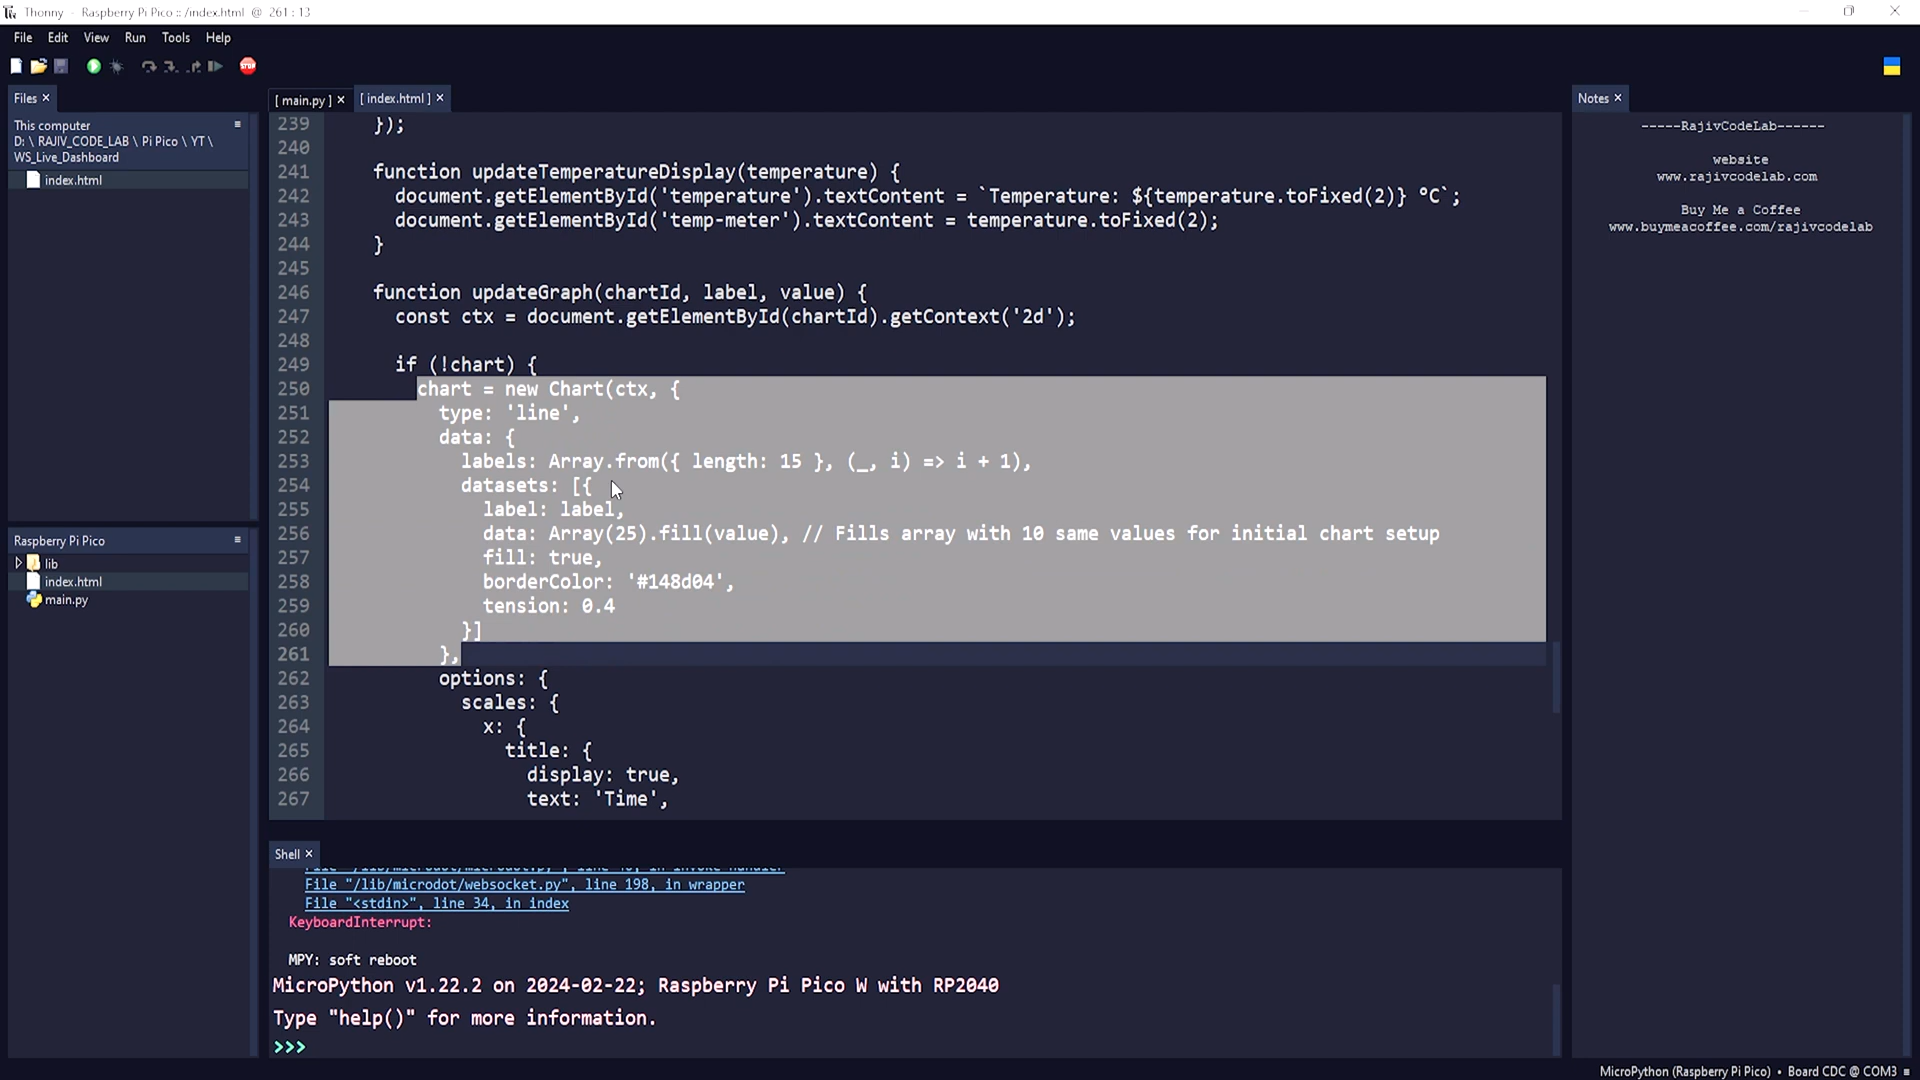 Thonny - Raspberry Pi Pico :: /index.html @ 261 : 13
File Edit View Run Tools Help
STOP
Files ×
This computer
D: \ RAJIV_CODE_LAB \ Pi Pico \ YT \
WS_Live_Dashboard
index.html
Raspberry Pi Pico
lib
index.html
main.py
[ main.py ] × [ index.html ] ×
239 });
240
241 function updateTemperatureDisplay(temperature) {
242 document.getElementById('temperature').textContent = `Temperature: ${temperature.toFixed(2)} °C`;
243 document.getElementById('temp-meter').textContent = temperature.toFixed(2);
244 }
245
246 function updateGraph(chartId, label, value) {
247 const ctx = document.getElementById(chartId).getContext('2d');
248
249 if (!chart) {
250 chart = new Chart(ctx, {
251 type: 'line',
252 data: {
253 labels: Array.from({ length: 15 }, (_, i) => i + 1),
254 datasets: [{
255 label: label,
256 data: Array(25).fill(value), // Fills array with 10 same values for initial chart setup
257 fill: true,
258 borderColor: '#148d04',
259 tension: 0.4
260 }]
261 },
262 options: {
263 scales: {
264 x: {
265 title: {
266 display: true,
267 text: 'Time',
Shell ×
File "/lib/microdot/websocket.py", line 198, in wrapper
File "<stdin>", line 34, in index
KeyboardInterrupt:
MPY: soft reboot
MicroPython v1.22.2 on 2024-02-22; Raspberry Pi Pico W with RP2040
Type "help()" for more information.
>>>
Notes ×
-----RajivCodeLab------
website
www.rajivcodelab.com
Buy Me a Coffee
www.buymeacoffee.com/rajivcodelab
MicroPython (Raspberry Pi Pico) • Board CDC @ COM3 ≡